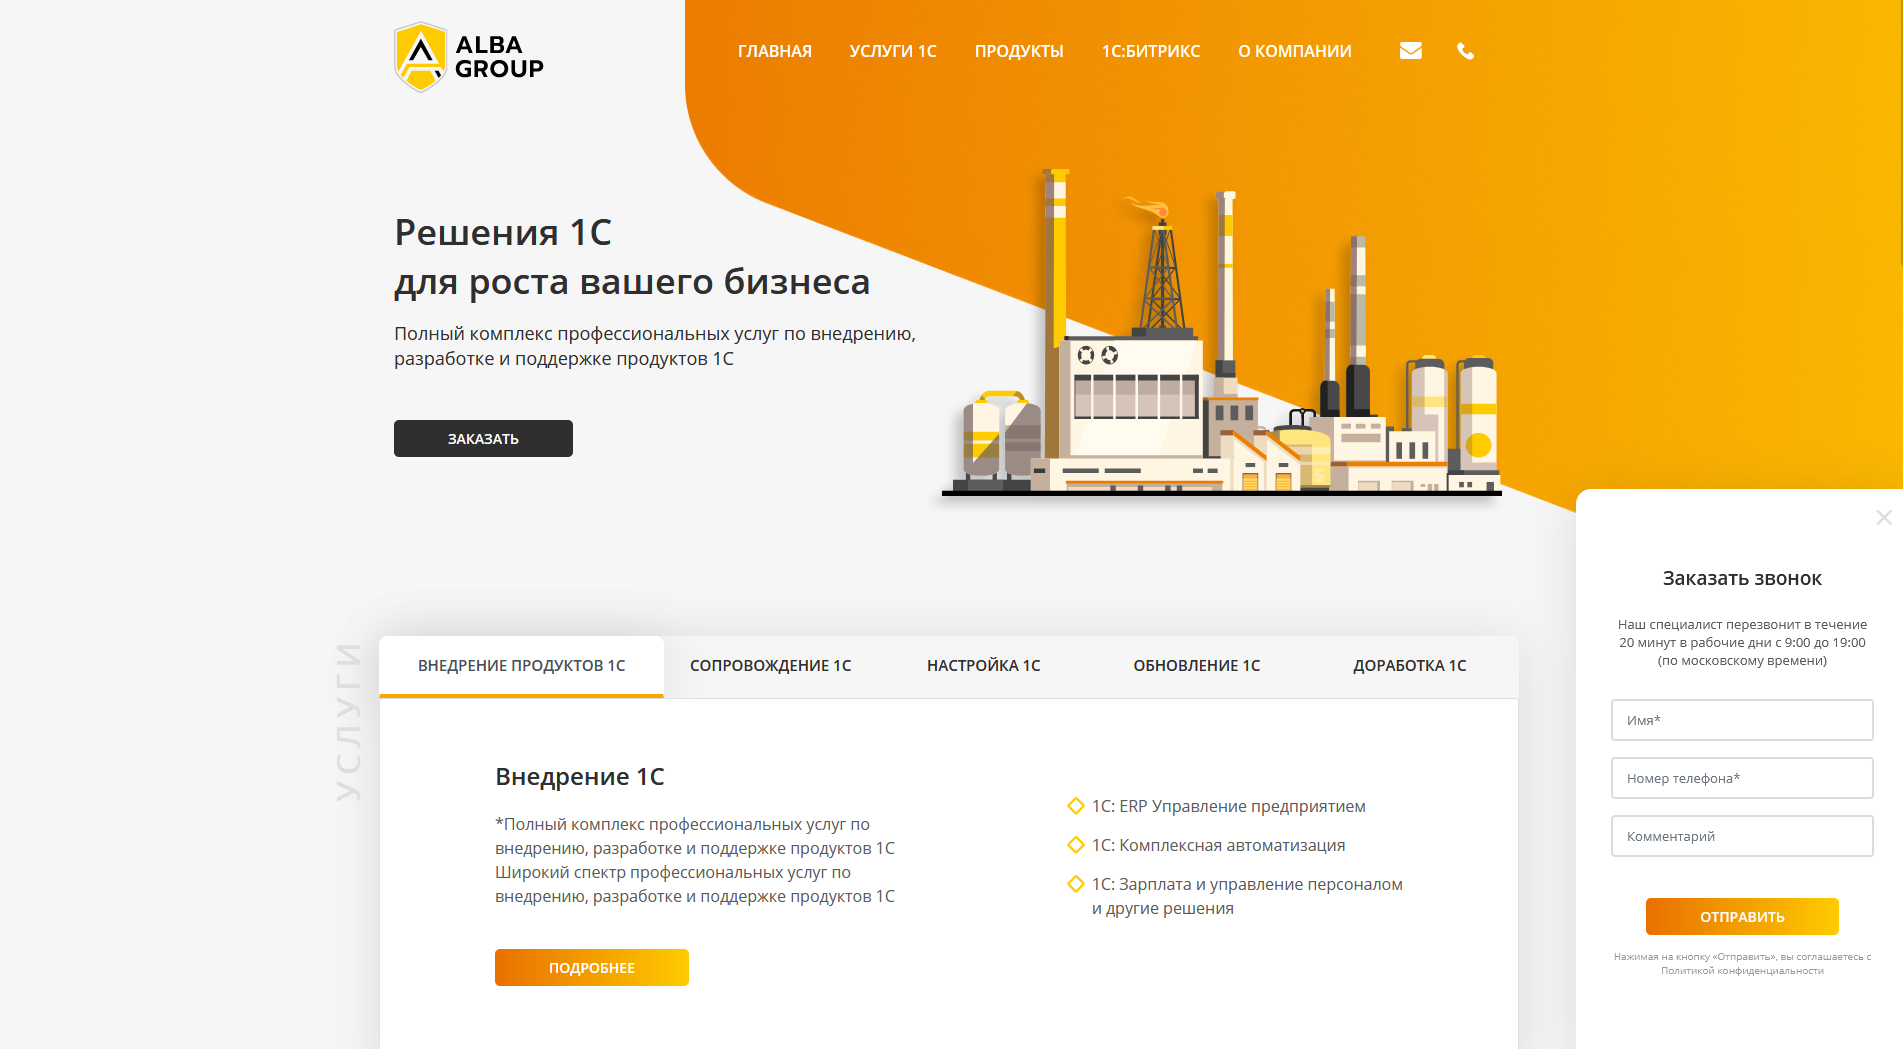 ALBA
GROUP
ГЛАВНАЯ
УСЛУГИ 1С
ПРОДУКТЫ
1С:БИТРИКС
О КОМПАНИИ
Решения 1С
для роста вашего бизнеса
Полный комплекс профессиональных услуг по внедрению,
разработке и поддержке продуктов 1С
ЗАКАЗАТЬ
УСЛУГИ
ВНЕДРЕНИЕ ПРОДУКТОВ 1С
СОПРОВОЖДЕНИЕ 1С
НАСТРОЙКА 1С
ОБНОВЛЕНИЕ 1С
ДОРАБОТКА 1С
Внедрение 1С
*Полный комплекс профессиональных услуг по
внедрению, разработке и поддержке продуктов 1С
Широкий спектр профессиональных услуг по
внедрению, разработке и поддержке продуктов 1С
ПОДРОБНЕЕ
1С: ERP Управление предприятием
1С: Комплексная автоматизация
1С: Зарплата и управление персоналом
и другие решения
Заказать звонок
Наш специалист перезвонит в течение
20 минут в рабочие дни с 9:00 до 19:00
(по московскому времени)
Имя*
Номер телефона*
Комментарий
ОТПРАВИТЬ
Нажимая на кнопку «Отправить», вы соглашаетесь с
Политикой конфиденциальности